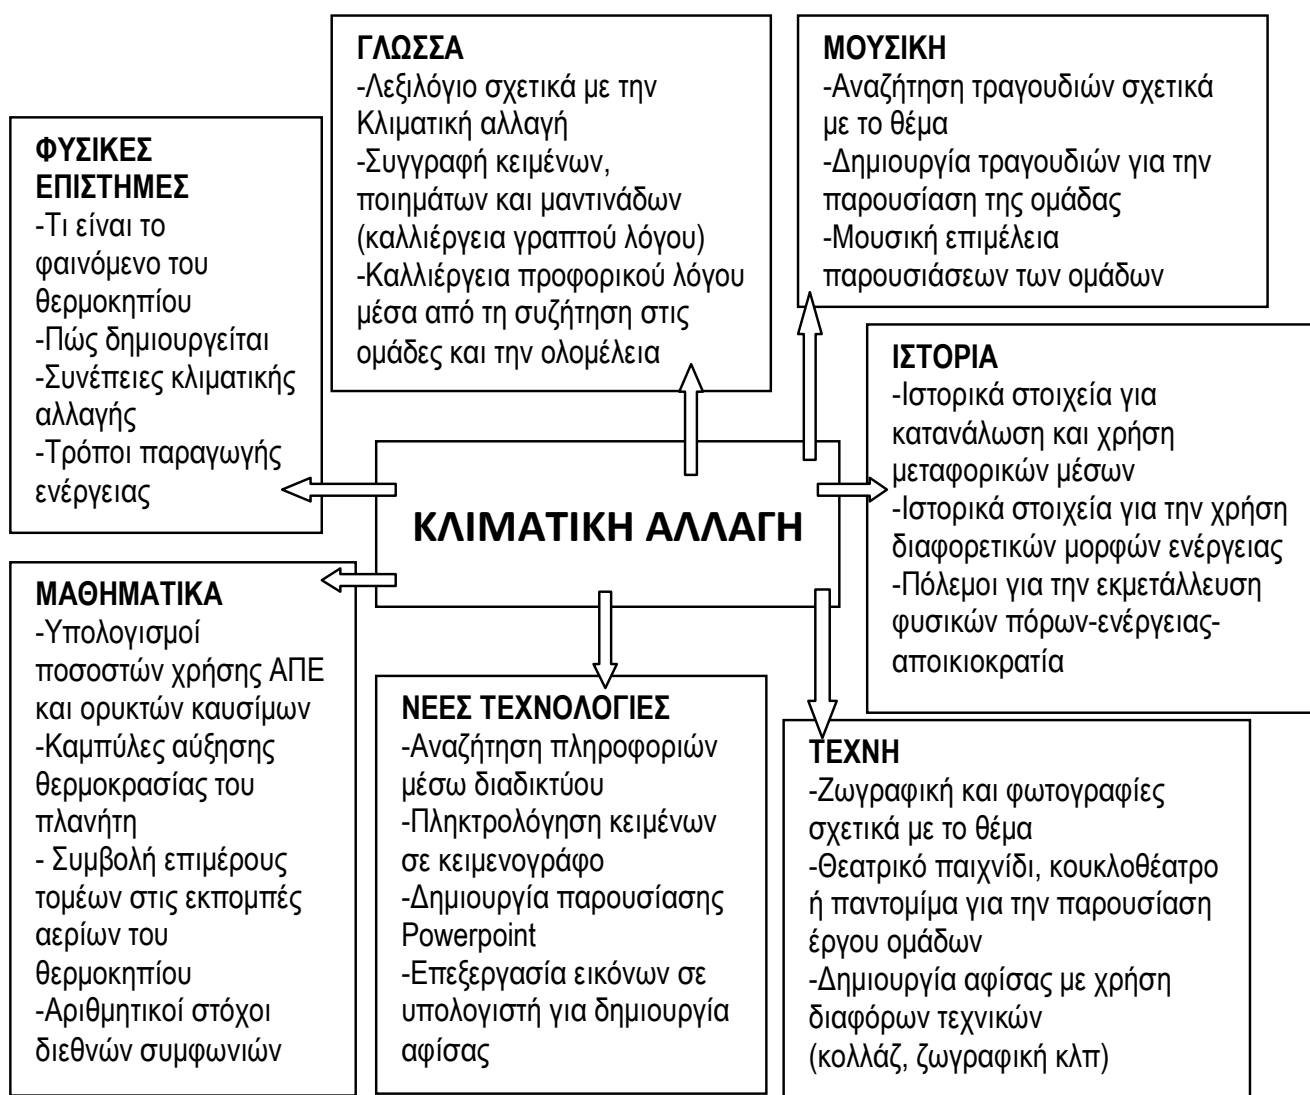 ΓΛΩΣΣΑ
-Λεξιλόγιο σχετικά με την
Κλιματική αλλαγή
-Συγγραφή κειμένων,
ποιημάτων και μαντινάδων
(καλλιέργεια γραπτού λόγου)
-Καλλιέργεια προφορικού λόγου
μέσα από τη συζήτηση στις
ομάδες και την ολομέλεια
ΜΟΥΣΙΚΗ
-Αναζήτηση τραγουδιών σχετικά
με το θέμα
-Δημιουργία τραγουδιών για την
παρουσίαση της ομάδας
-Μουσική επιμέλεια
παρουσιάσεων των ομάδων
ΦΥΣΙΚΕΣ
ΕΠΙΣΤΗΜΕΣ
-Τι είναι το
φαινόμενο του
θερμοκηπίου
-Πώς δημιουργείται
-Συνέπειες κλιματικής
αλλαγής
-Τρόποι παραγωγής
ενέργειας
ΙΣΤΟΡΙΑ
-Ιστορικά στοιχεία για
κατανάλωση και χρήση
μεταφορικών μέσων
-Ιστορικά στοιχεία για την χρήση
διαφορετικών μορφών ενέργειας
-Πόλεμοι για την εκμετάλλευση
φυσικών πόρων-ενέργειας-
αποικιοκρατία
ΚΛΙΜΑΤΙΚΗ ΑΛΛΑΓΗ
ΜΑΘΗΜΑΤΙΚΑ
-Υπολογισμοί
ποσοστών χρήσης ΑΠΕ
και ορυκτών καυσίμων
-Καμπύλες αύξησης
θερμοκρασίας του
πλανήτη
- Συμβολή επιμέρους
τομέων στις εκπομπές
αερίων του
θερμοκηπίου
-Αριθμητικοί στόχοι
διεθνών συμφωνιών
ΝΕΕΣ ΤΕΧΝΟΛΟΓΙΕΣ
-Αναζήτηση πληροφοριών
μέσω διαδικτύου
-Πληκτρολόγηση κειμένων
σε κειμενογράφο
-Δημιουργία παρουσίασης
Powerpoint
-Επεξεργασία εικόνων σε
υπολογιστή για δημιουργία
αφίσας
ΤΕΧΝΗ
-Ζωγραφική και φωτογραφίες
σχετικά με το θέμα
-Θεατρικό παιχνίδι, κουκλοθέατρο
ή παντομίμα για την παρουσίαση
έργου ομάδων
-Δημιουργία αφίσας με χρήση
διαφόρων τεχνικών
(κολλάζ, ζωγραφική κλπ)